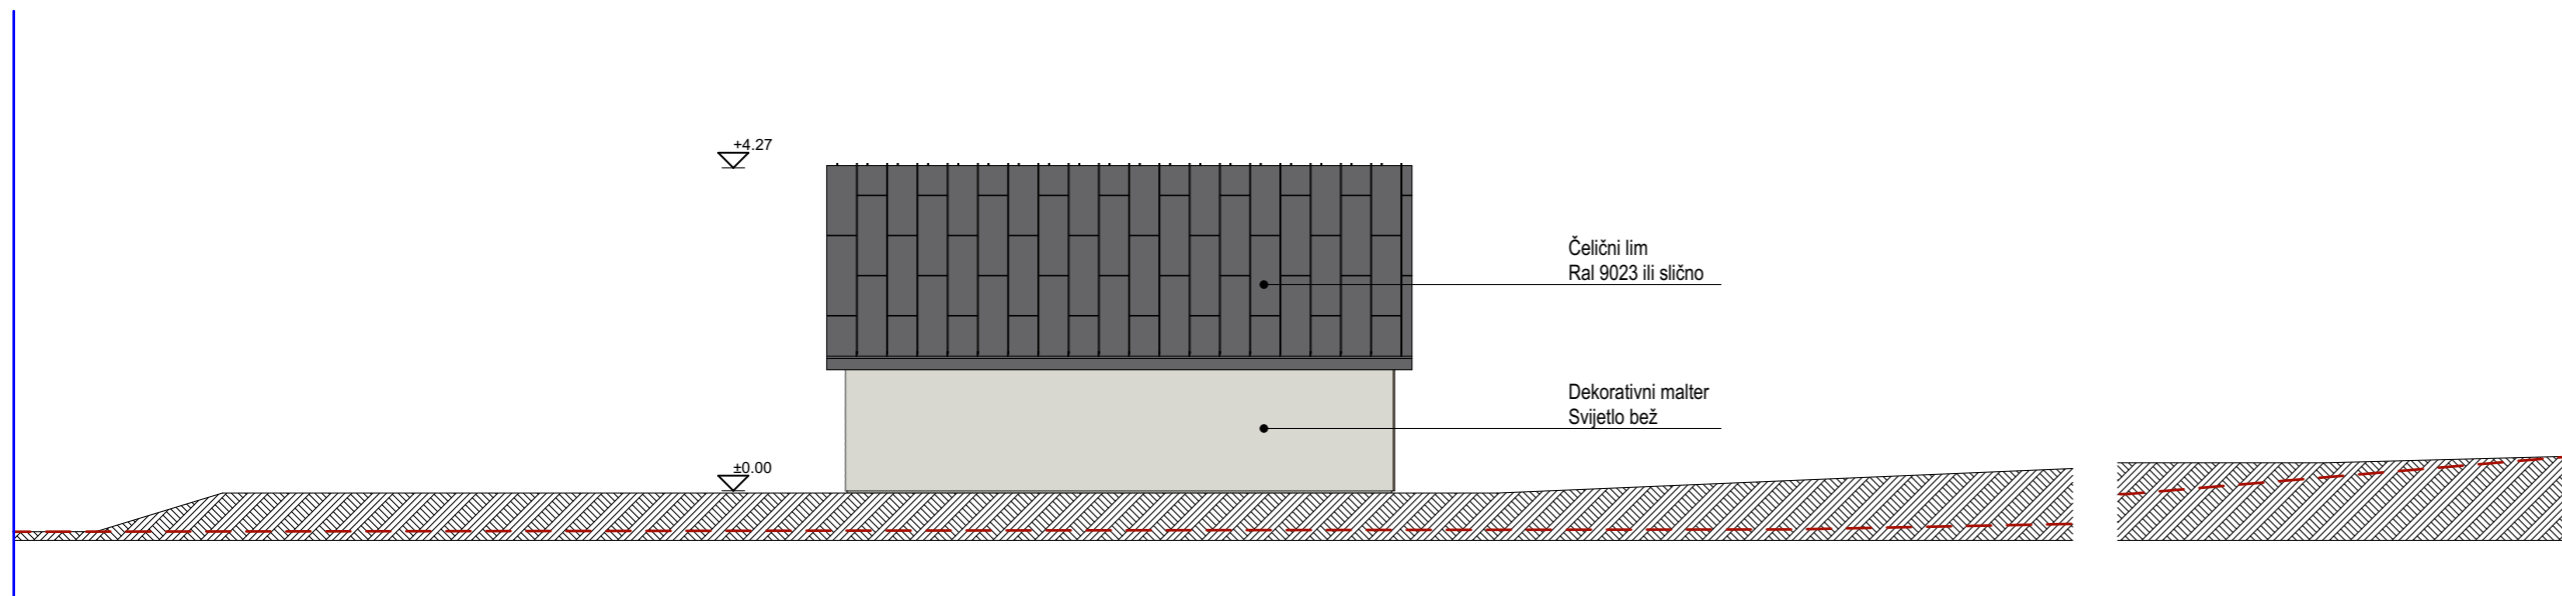 +4.27
Čelični lim
Ral 9023 ili slično
Dekorativni malter
Svijetlo bež
±0.00